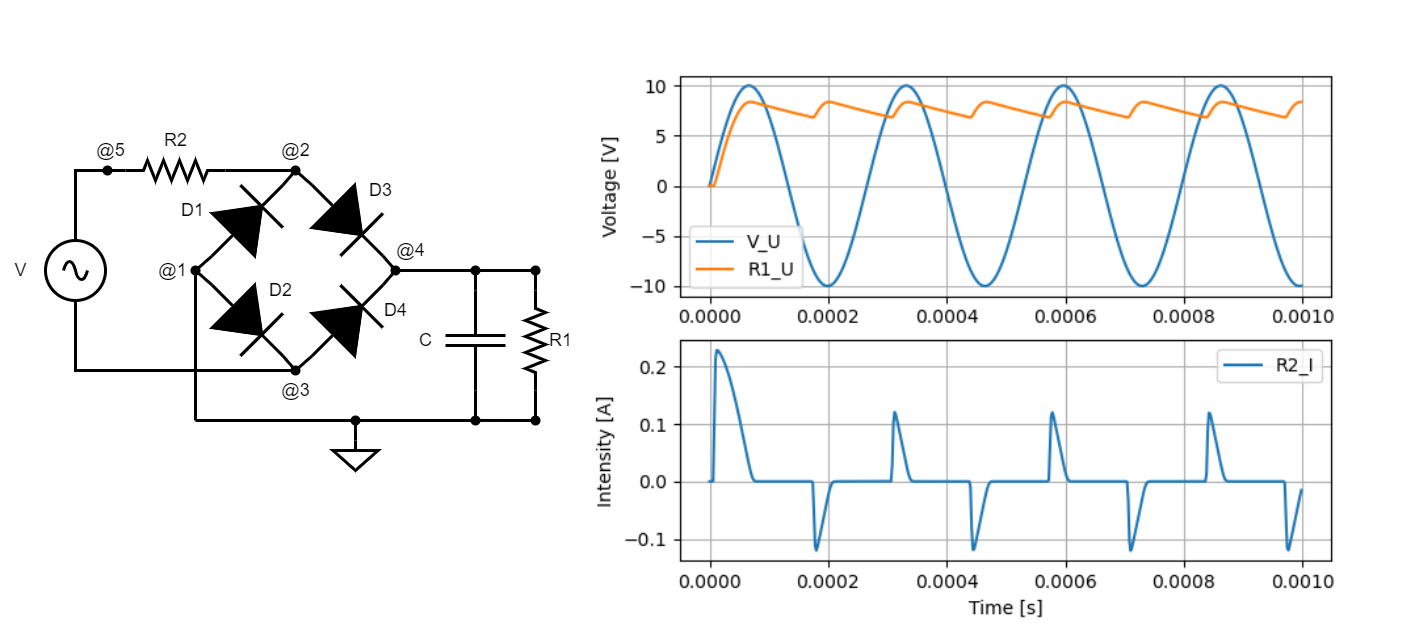 @5
R2
@2
D1
D3
V
@1
@4
D2
D4
C
R1
@3
Voltage [V]
10
5
0
−5
−10
V_U
R1_U
0.0000
0.0002
0.0004
0.0006
0.0008
0.0010
Intensity [A]
0.2
0.1
0.0
−0.1
R2_I
0.0000
0.0002
0.0004
0.0006
0.0008
0.0010
Time [s]